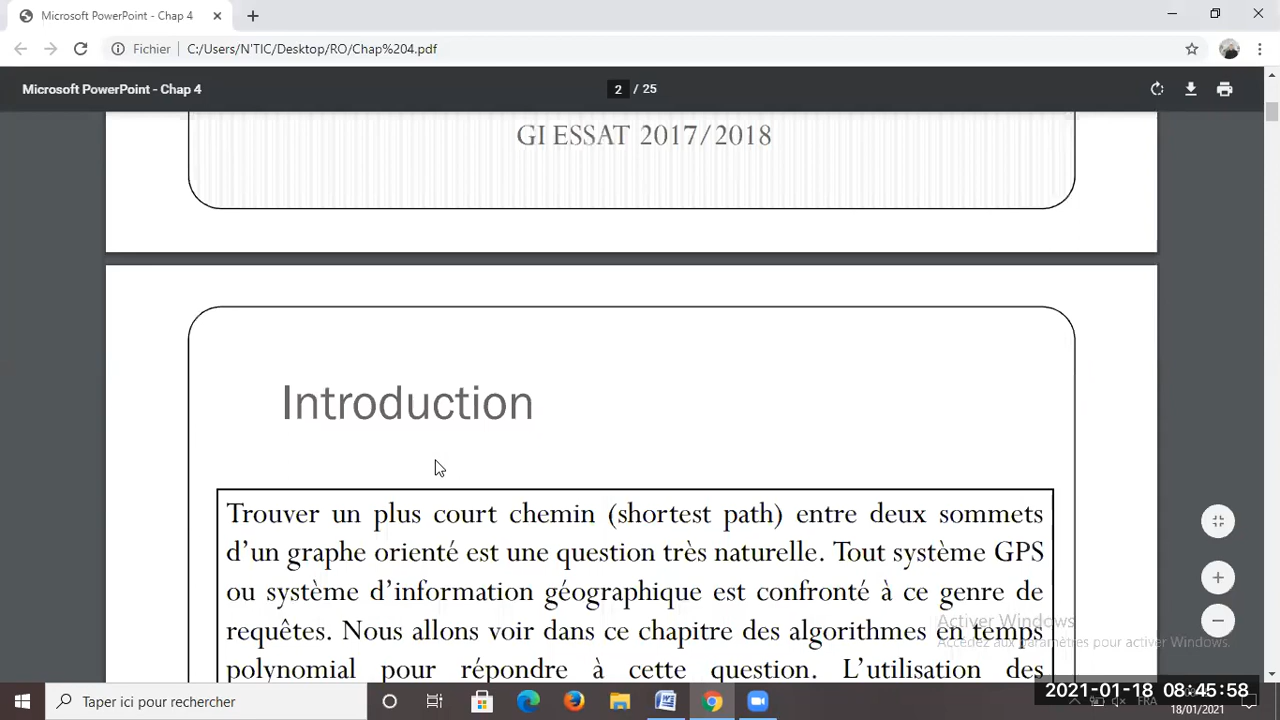 Microsoft PowerPoint - Chap 4
Fichier
C:/Users/N'TIC/Desktop/RO/Chap%204.pdf
Microsoft PowerPoint - Chap 4
2 / 25
GI ESSAT 2017/2018
Introduction
Trouver un plus court chemin (shortest path) entre deux sommets
d'un graphe orienté est une question très naturelle. Tout système GPS
ou système d'information géographique est confronté à ce genre de
requêtes. Nous allons voir dans ce chapitre des algorithmes en temps
polynomial pour répondre à cette question. L'utilisation des
Activer Windows
Accédez aux paramètres pour activer Windows.
Taper ici pour rechercher
2021-01-18 08:45:58
FRA
18/01/2021